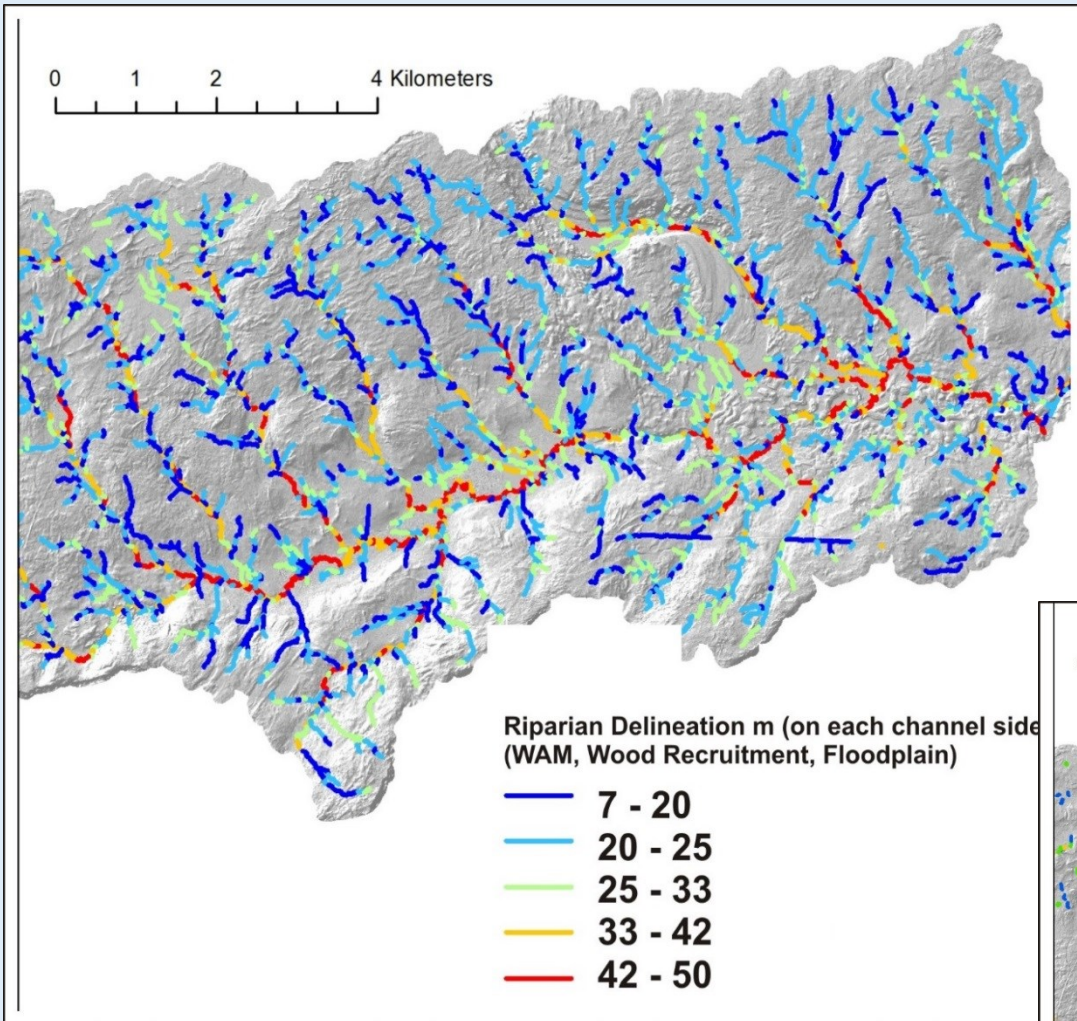 0 1 2 4 Kilometers
Riparian Delineation m (on each channel side
(WAM, Wood Recruitment, Floodplain)
7 - 20
20 - 25
25 - 33
33 - 42
42 - 50